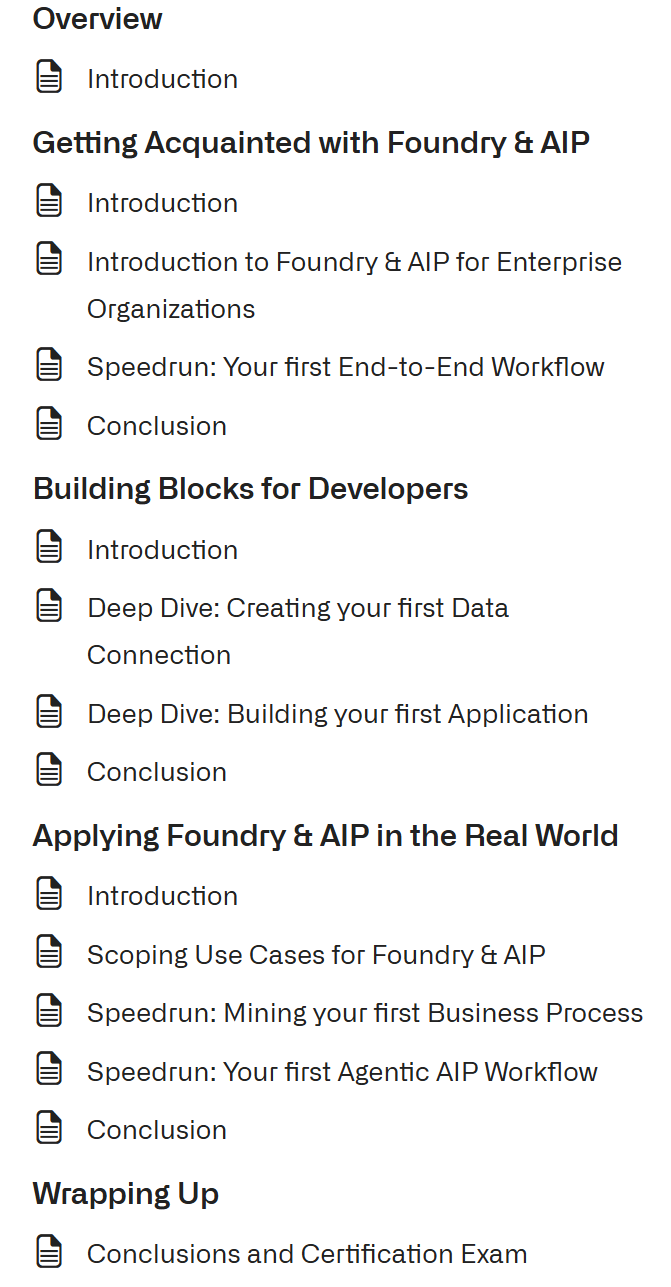 Overview
Introduction
Getting Acquainted with Foundry & AIP
Introduction
Introduction to Foundry & AIP for Enterprise
Organizations
Speedrun: Your first End-to-End Workflow
Conclusion
Building Blocks for Developers
Introduction
Deep Dive: Creating your first Data
Connection
Deep Dive: Building your first Application
Conclusion
Applying Foundry & AIP in the Real World
Introduction
Scoping Use Cases for Foundry & AIP
Speedrun: Mining your first Business Process
Speedrun: Your first Agentic AIP Workflow
Conclusion
Wrapping Up
Conclusions and Certification Exam